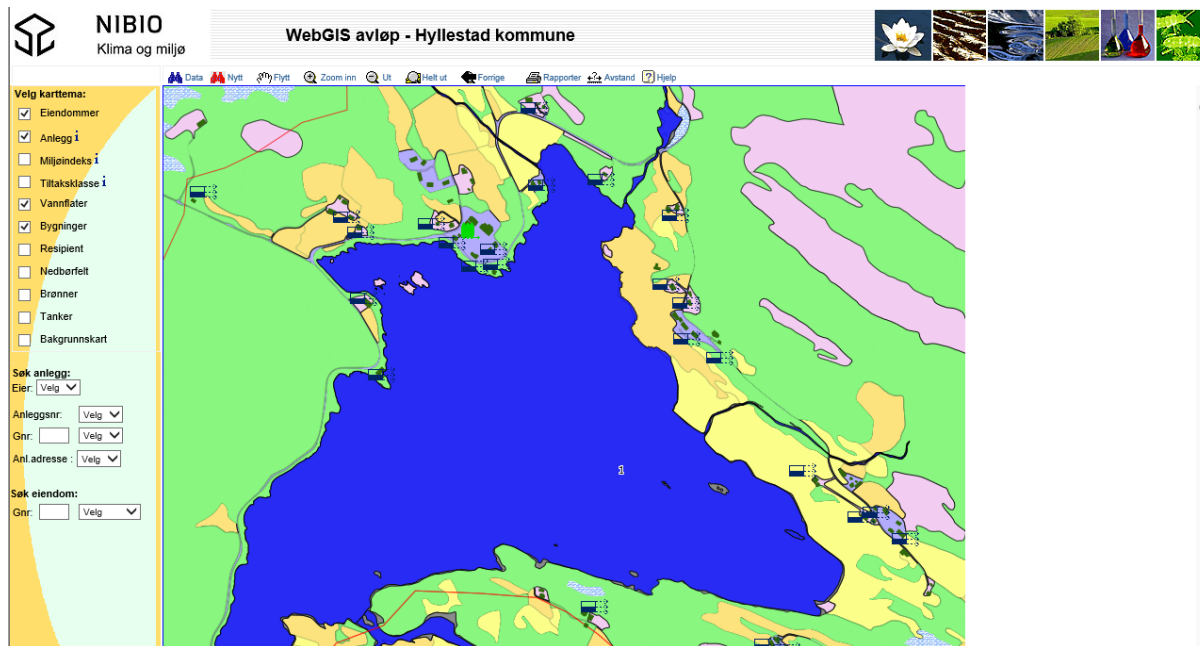 NIBIO
Klima og miljø
WebGIS avløp - Hyllestad kommune
Data Nytt Flytt Zoom inn Ut Helt ut Forrige Rapporter Avstand ? Hjelp
Velg karttema:
Eiendommer
Anlegg i
Miljøindeks i
Tiltaksklasse i
Vannflater
Bygninger
Resipient
Nedbørfelt
Brønner
Tanker
Bakgrunnskart
Søk anlegg:
Eier: Velg
Anleggsnr: Velg
Gnr: Velg
Anl.adresse : Velg
Søk eiendom:
Gnr: Velg
1